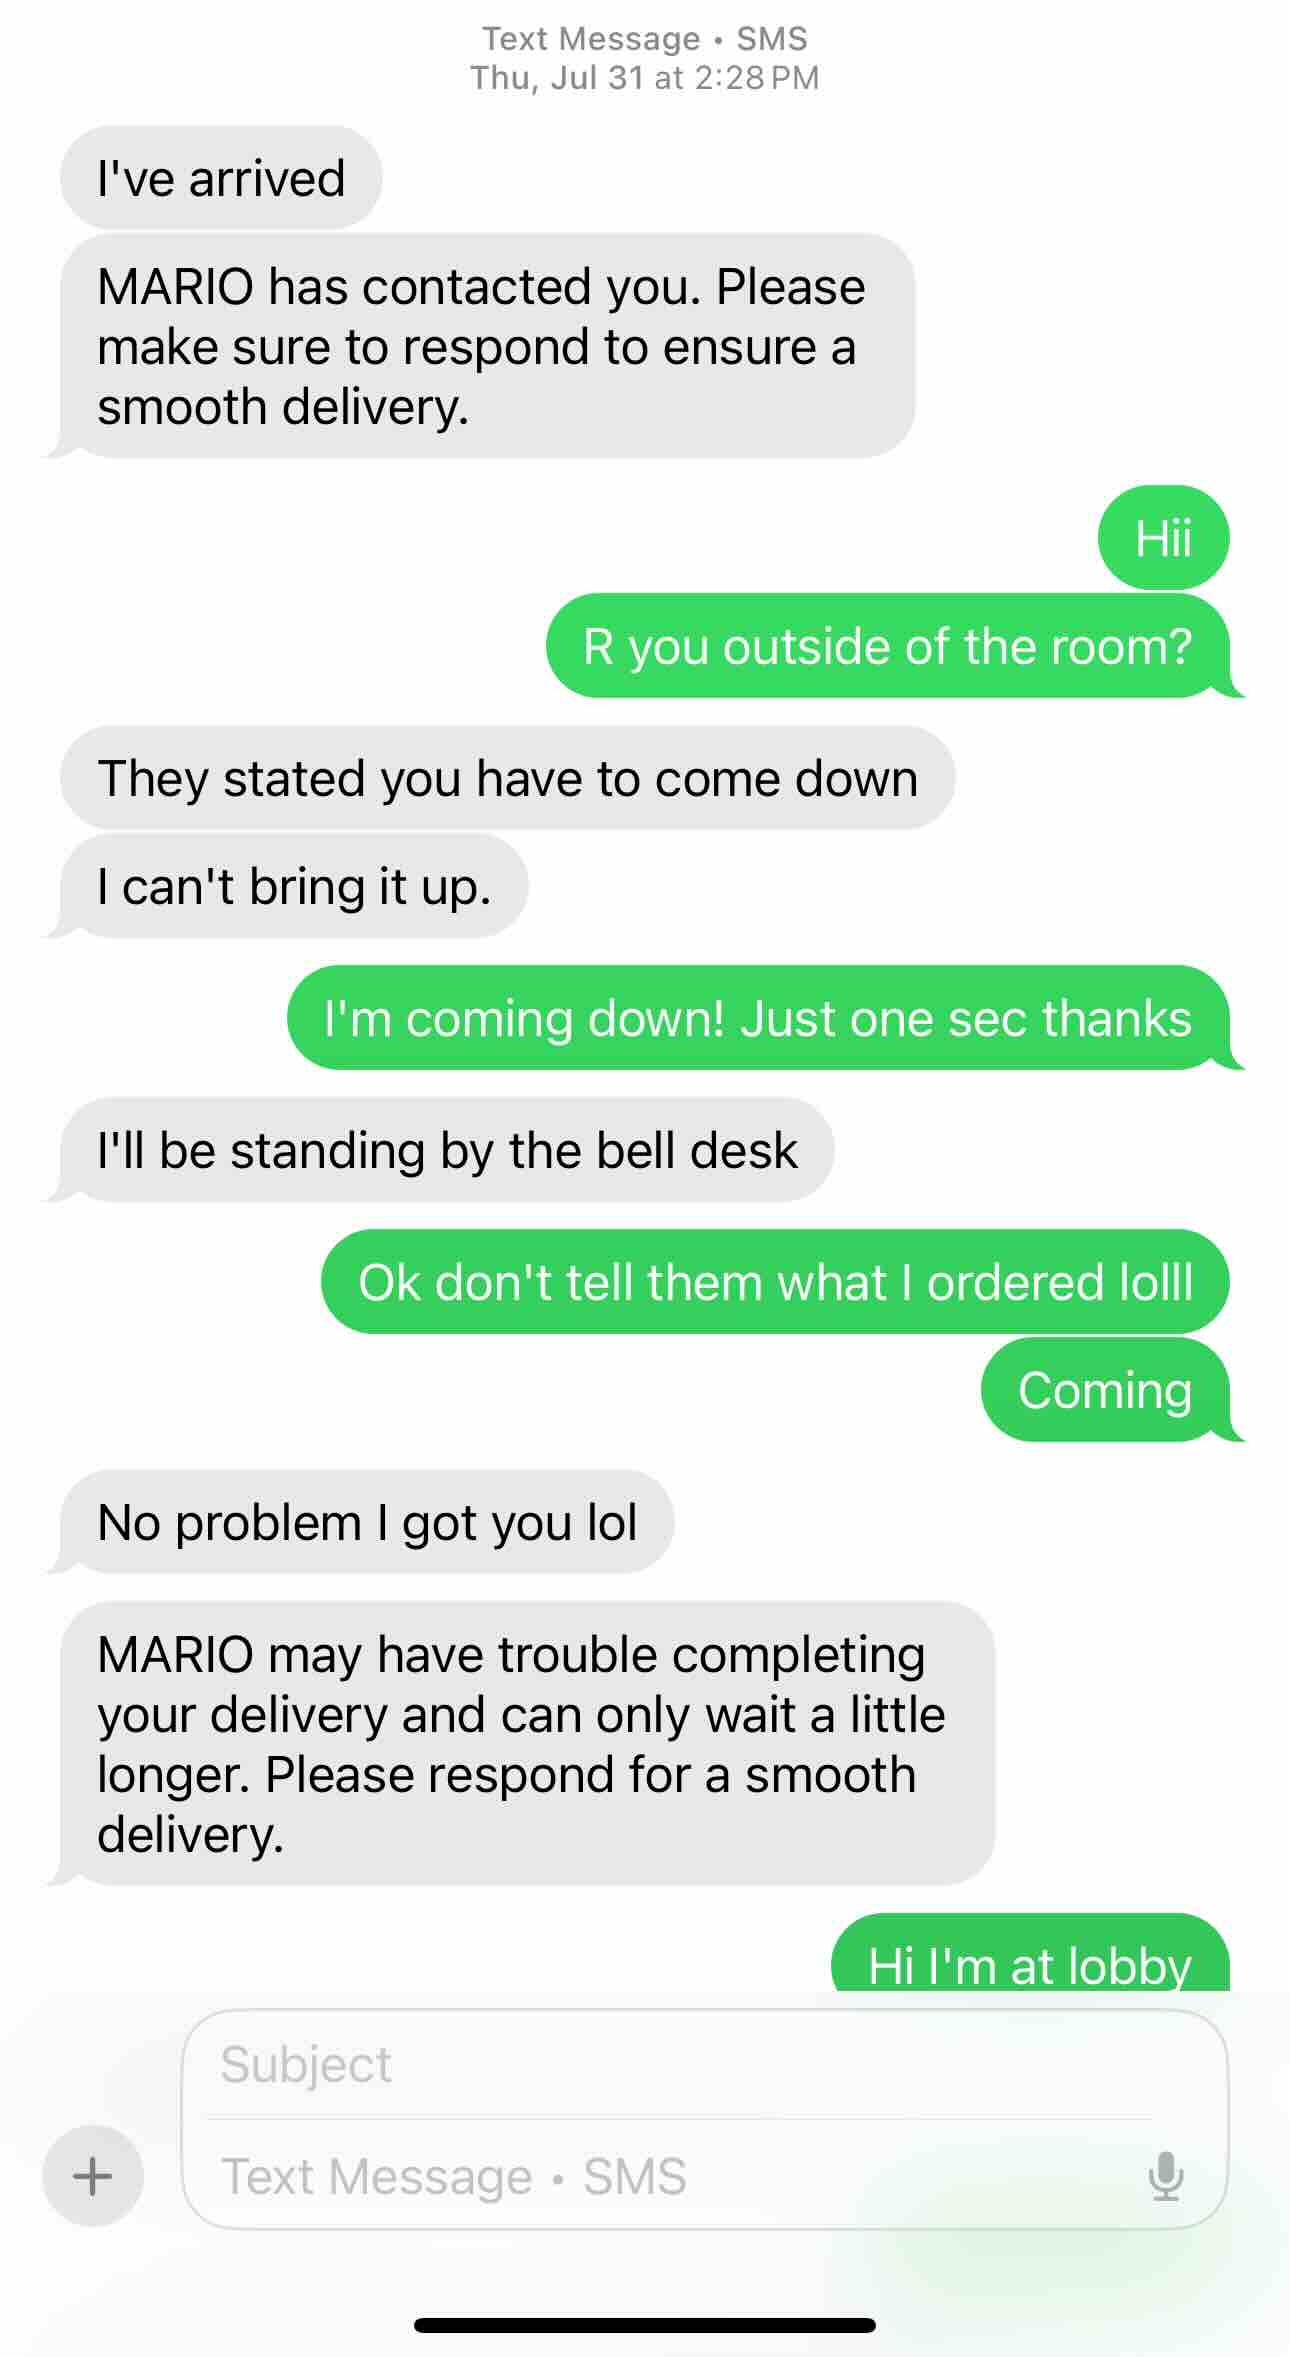 Text Message • SMS
Thu, Jul 31 at 2:28 PM
I've arrived
MARIO has contacted you. Please
make sure to respond to ensure a
smooth delivery.
Hii
R you outside of the room?
They stated you have to come down
I can't bring it up.
I'm coming down! Just one sec thanks
I'll be standing by the bell desk
Ok don't tell them what I ordered lolll
Coming
No problem I got you lol
MARIO may have trouble completing
your delivery and can only wait a little
longer. Please respond for a smooth
delivery.
Hi I'm at lobby
Subject
Text Message • SMS